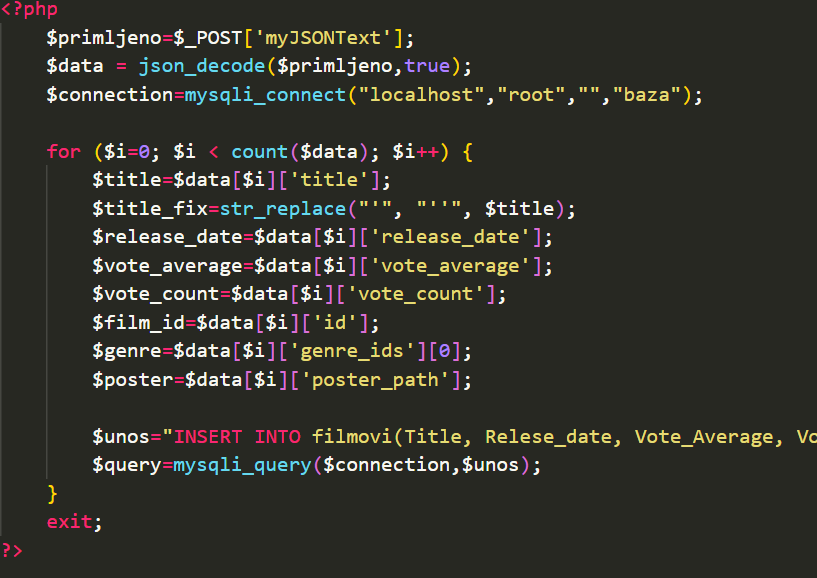 <?php
$primljeno=$_POST['myJSONText'];
$data = json_decode($primljeno,true);
$connection=mysqli_connect("localhost","root","","baza");
for ($i=0; $i < count($data); $i++) {
$title=$data[$i]['title'];
$title_fix=str_replace("'", "''", $title);
$release_date=$data[$i]['release_date'];
$vote_average=$data[$i]['vote_average'];
$vote_count=$data[$i]['vote_count'];
$film_id=$data[$i]['id'];
$genre=$data[$i]['genre_ids'][0];
$poster=$data[$i]['poster_path'];
$unos="INSERT INTO filmovi(Title, Relese_date, Vote_Average, Vo
$query=mysqli_query($connection,$unos);
}
exit;
?>